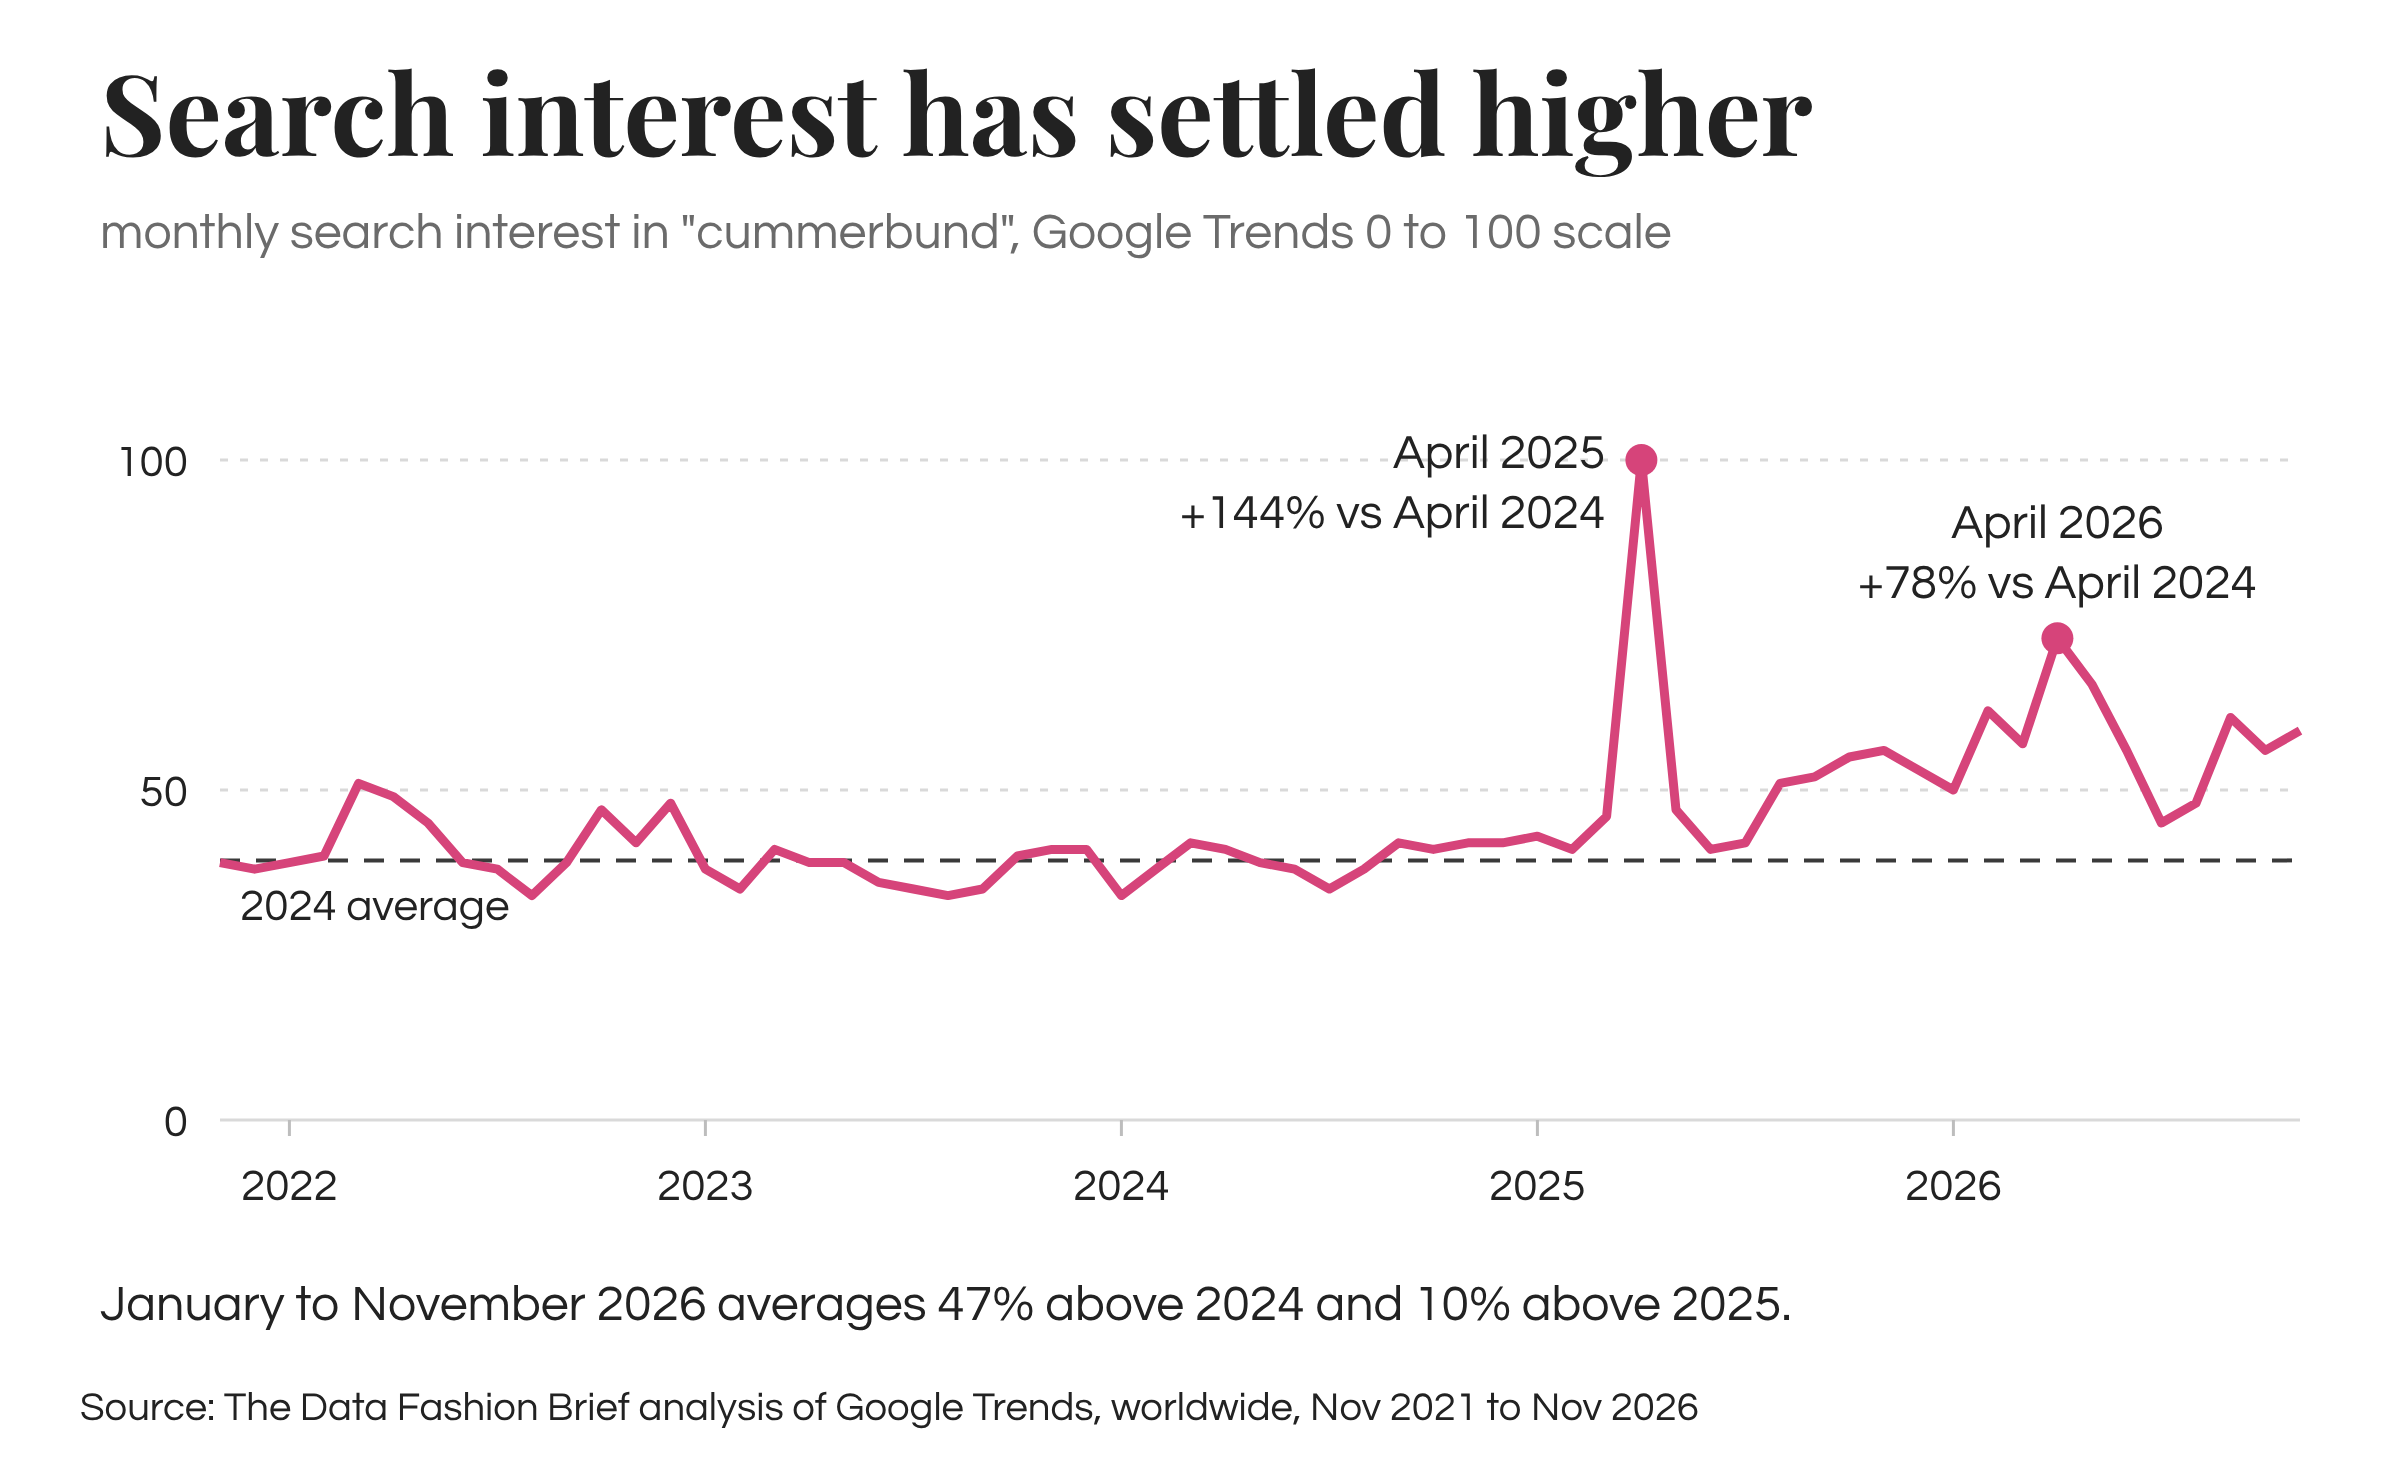 Search interest has settled higher
monthly search interest in "cummerbund", Google Trends 0 to 100 scale
100
April 2025
+144% vs April 2024
April 2026
+78% vs April 2024
50
2024 average
0
2022
2023
2024
2025
2026
January to November 2026 averages 47% above 2024 and 10% above 2025.
Source: The Data Fashion Brief analysis of Google Trends, worldwide, Nov 2021 to Nov 2026